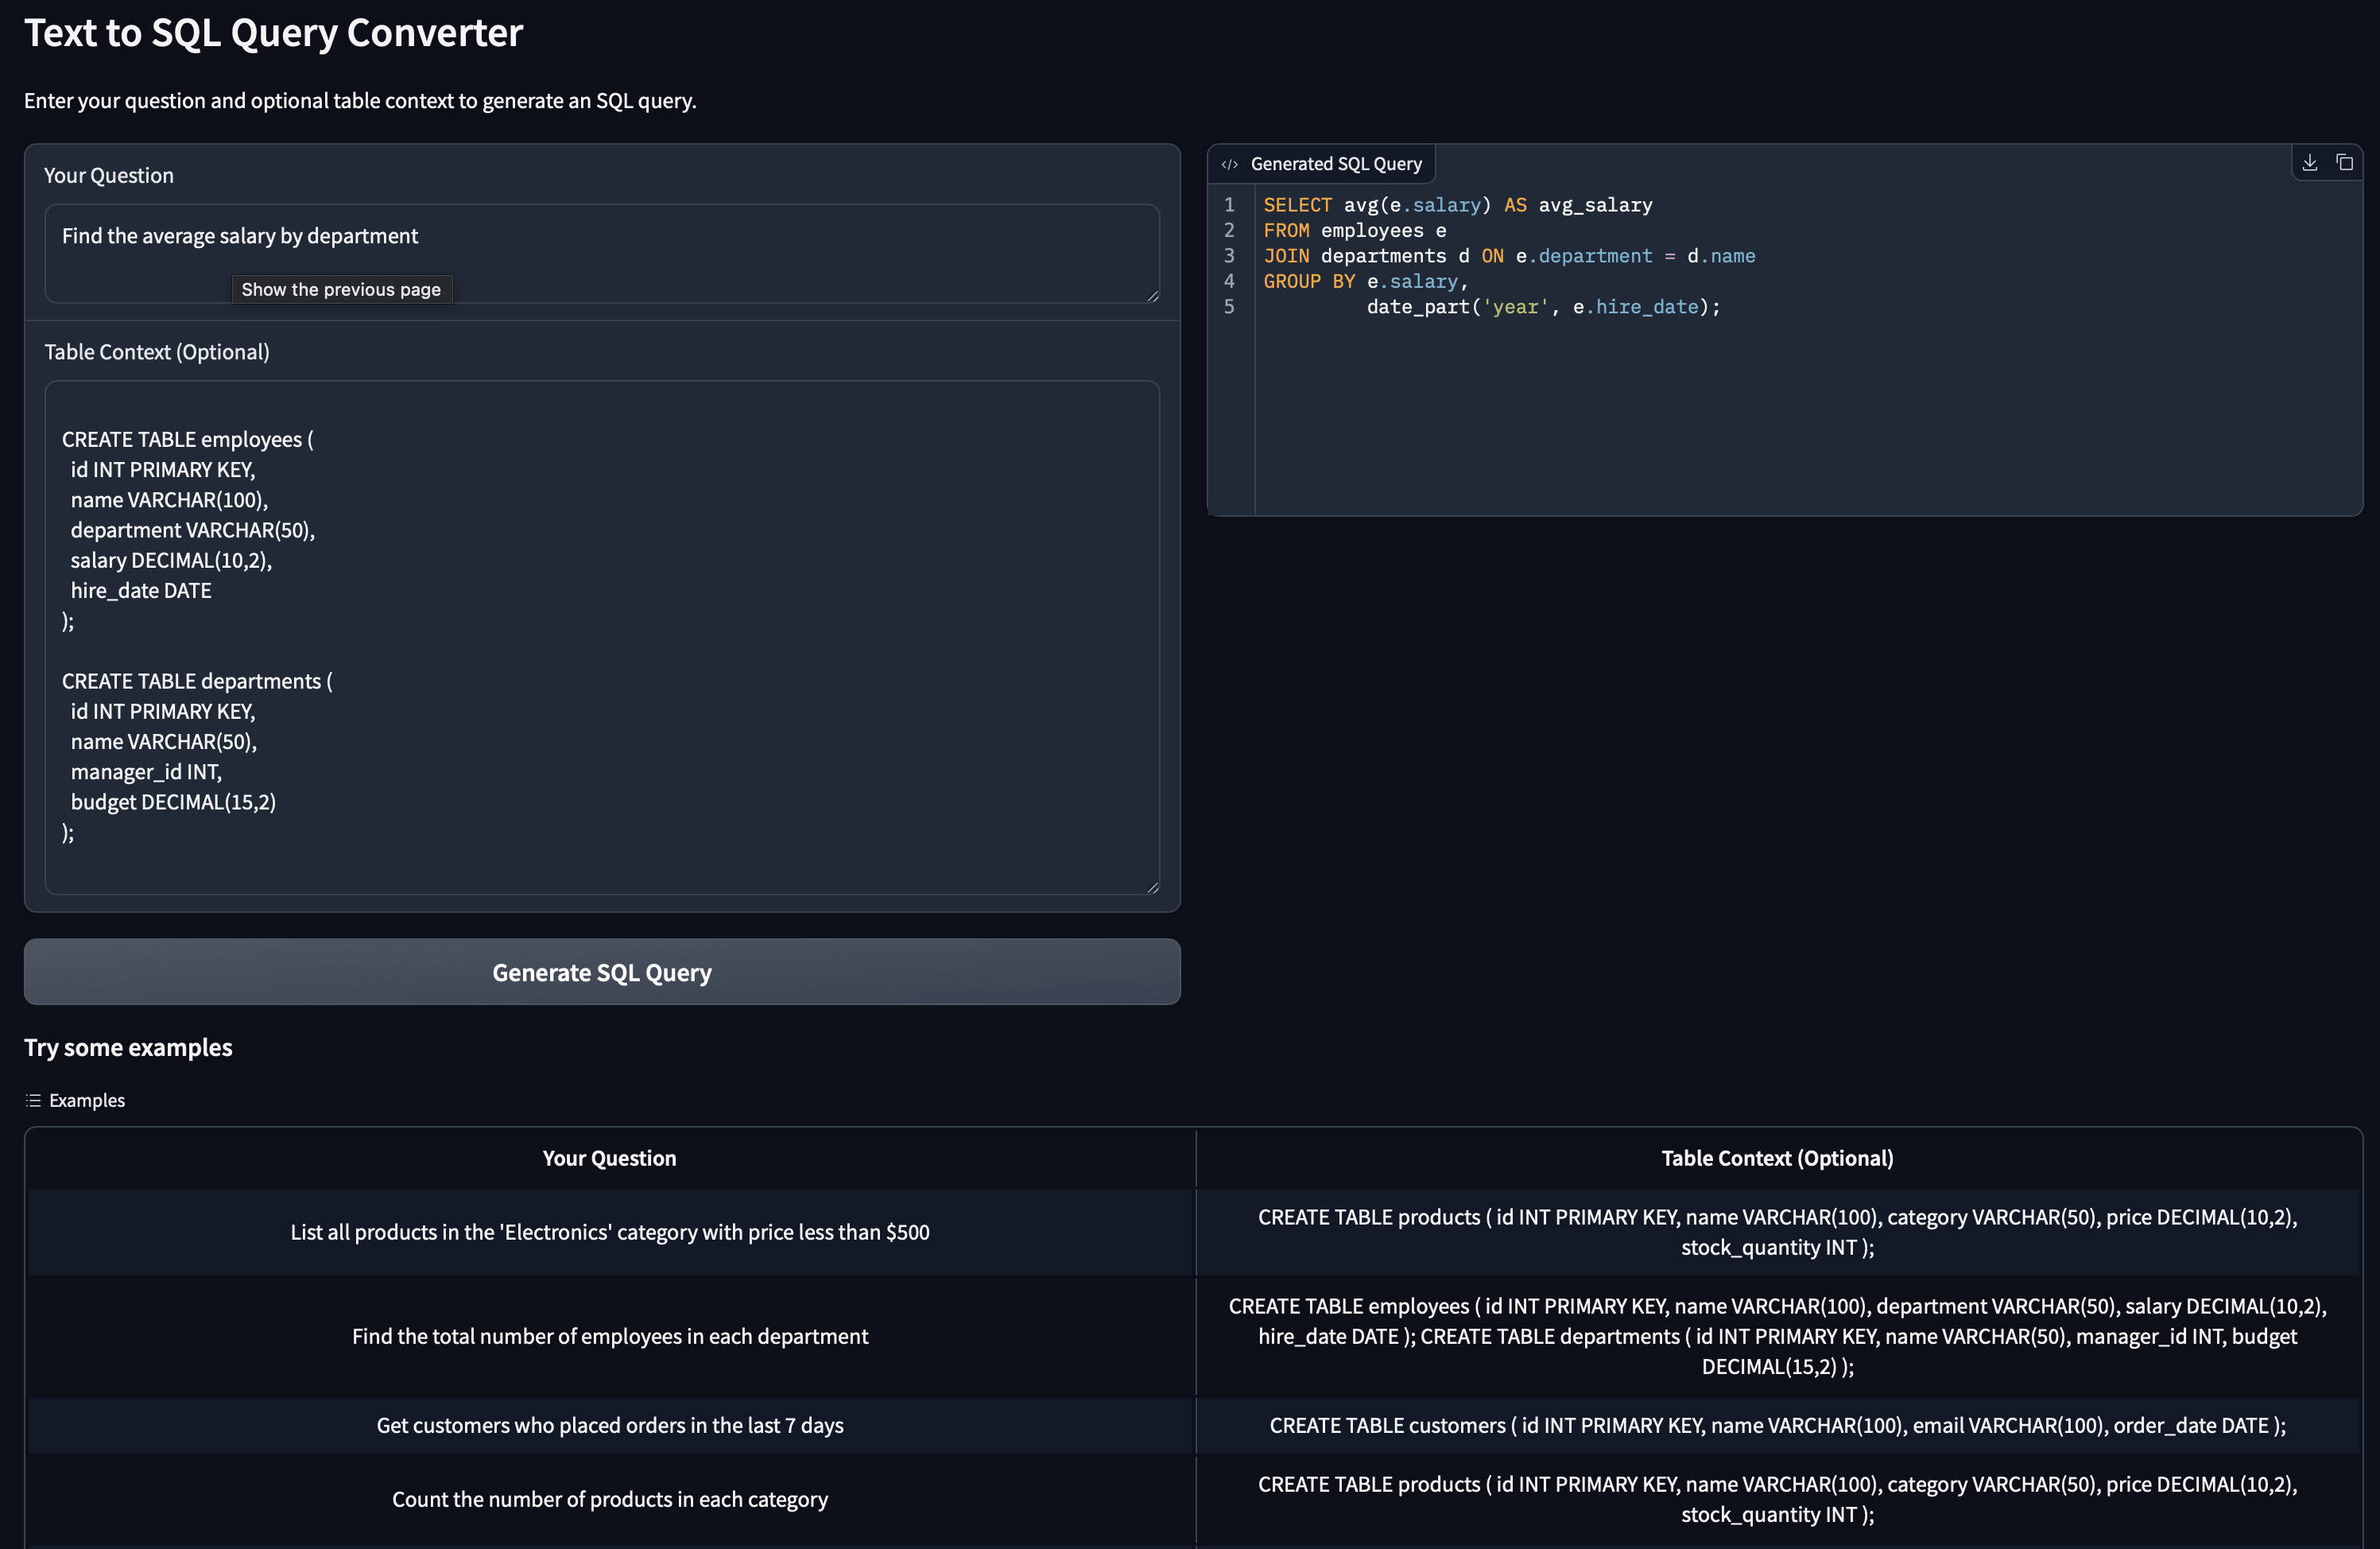 Text to SQL Query Converter
Enter your question and optional table context to generate an SQL query.
Your Question
Find the average salary by department
Show the previous page
Table Context (Optional)
CREATE TABLE employees (
  id INT PRIMARY KEY,
  name VARCHAR(100),
  department VARCHAR(50),
  salary DECIMAL(10,2),
  hire_date DATE
);
CREATE TABLE departments (
  id INT PRIMARY KEY,
  name VARCHAR(50),
  manager_id INT,
  budget DECIMAL(15,2)
);
Generate SQL Query
</> Generated SQL Query
1 SELECT avg(e.salary) AS avg_salary
2 FROM employees e
3 JOIN departments d ON e.department = d.name
4 GROUP BY e.salary,
5          date_part('year', e.hire_date);
Try some examples
Examples
Your Question
Table Context (Optional)
List all products in the 'Electronics' category with price less than $500
CREATE TABLE products ( id INT PRIMARY KEY, name VARCHAR(100), category VARCHAR(50), price DECIMAL(10,2),
stock_quantity INT );
Find the total number of employees in each department
CREATE TABLE employees ( id INT PRIMARY KEY, name VARCHAR(100), department VARCHAR(50), salary DECIMAL(10,2),
hire_date DATE ); CREATE TABLE departments ( id INT PRIMARY KEY, name VARCHAR(50), manager_id INT, budget
DECIMAL(15,2) );
Get customers who placed orders in the last 7 days
CREATE TABLE customers ( id INT PRIMARY KEY, name VARCHAR(100), email VARCHAR(100), order_date DATE );
Count the number of products in each category
CREATE TABLE products ( id INT PRIMARY KEY, name VARCHAR(100), category VARCHAR(50), price DECIMAL(10,2),
stock_quantity INT );